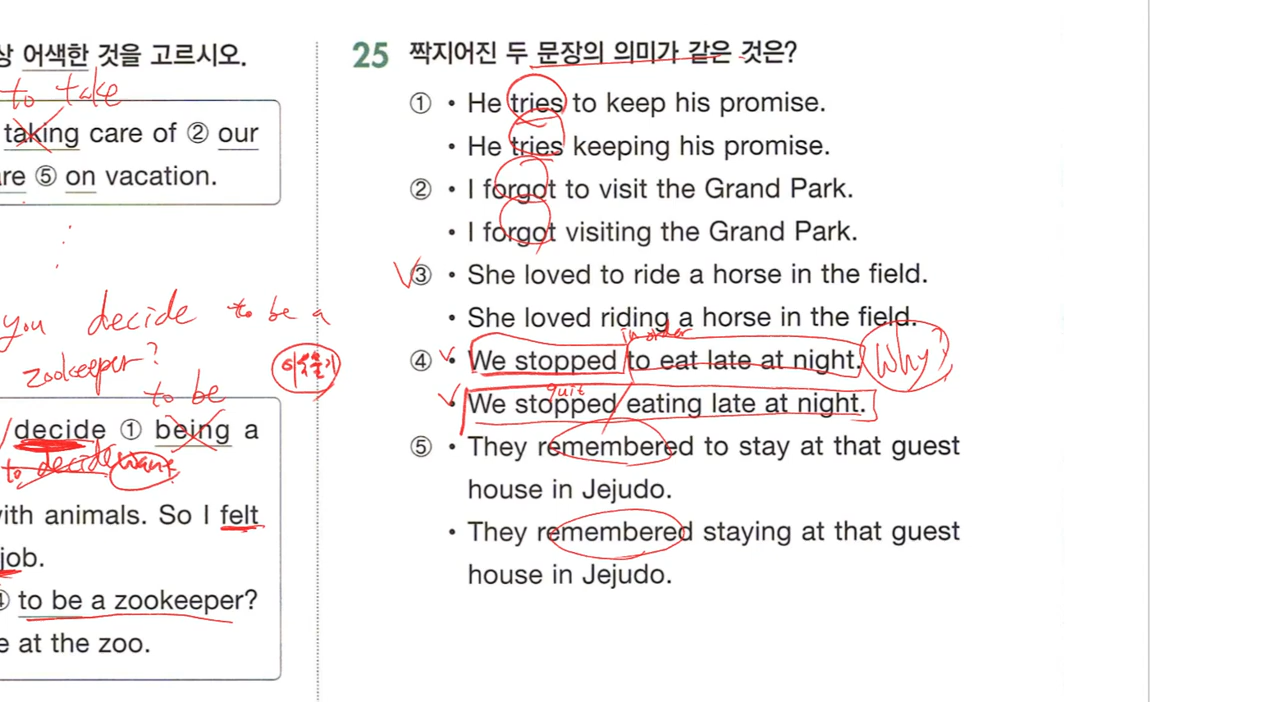 상 어색한 것을 고르시오.
to take
taking care of ② our
are ⑤ on vacation.
you decide to be a
zookeeper?
to be
decide ① being a
to decide want
with animals. So I felt
job.
④ to be a zookeeper?
e at the zoo.
25 짝지어진 두 문장의 의미가 같은 것은?
① • He tries to keep his promise.
• He tries keeping his promise.
② • I forgot to visit the Grand Park.
• I forgot visiting the Grand Park.
③ • She loved to ride a horse in the field.
She loved riding a horse in the field.
in order
④ • We stopped to eat late at night. Why?
quit
• We stopped eating late at night.
⑤ • They remembered to stay at that guest
house in Jejudo.
• They remembered staying at that guest
house in Jejudo.